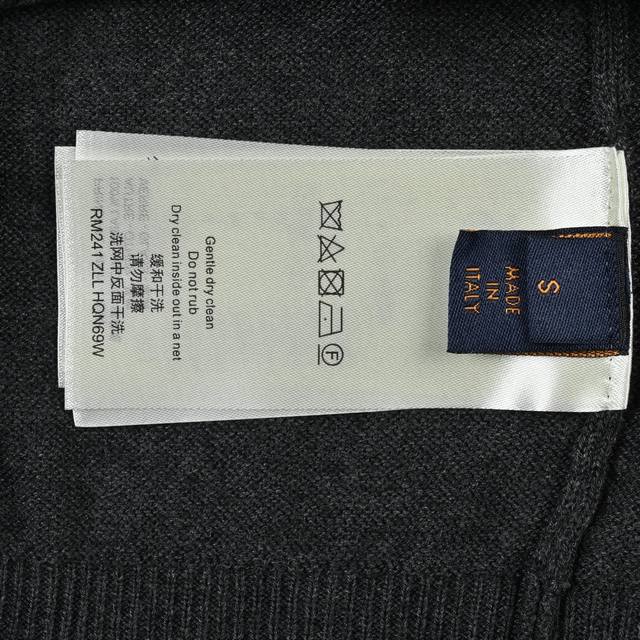 Gentle dry clean
Do not rub
Dry clean inside out in a net
缓和干洗
请勿摩擦
洗网中反面干洗
RM241 ZLL HQN69W
S
MADE
IN
ITALY